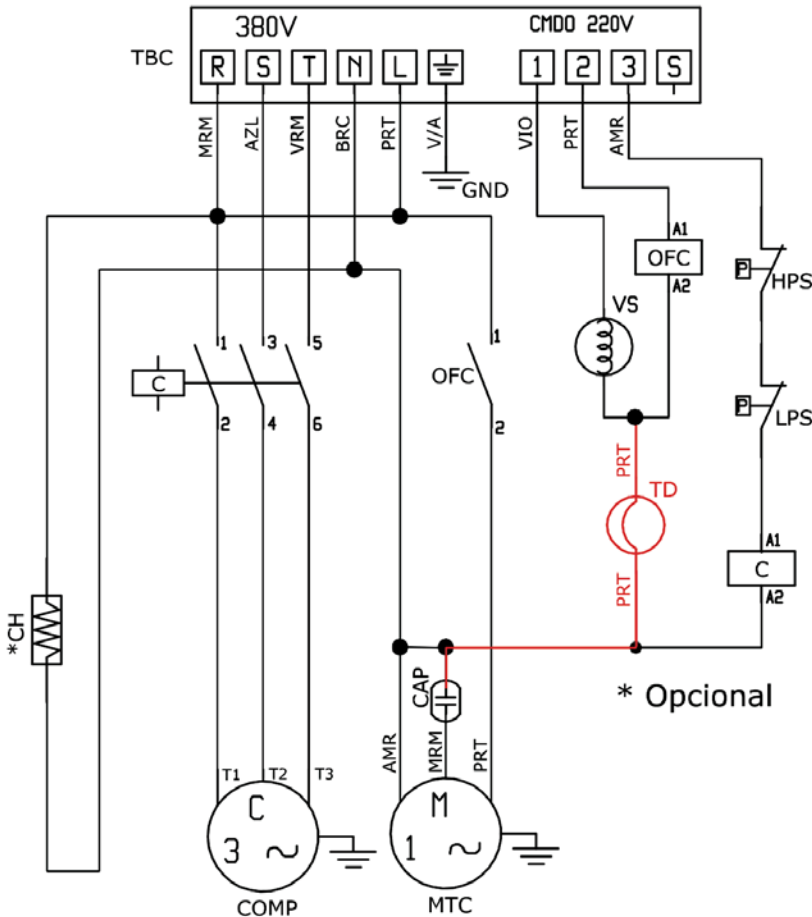 380V CMDO 220V
TBC R S T N L 1 2 3 S
MRM AZL VRM BRC PRT V/A VIO PRT AMR
GND
A1
OFC
A2
P HPS
VS
1 3 5 1
C OFC
2 4 6 2
P LPS
PRT
TD
A1
C
A2
PRT
*CH
CAP
* Opcional
AMR MRM PRT
T1 T2 T3
C M
3 ~ 1 ~
COMP MTC